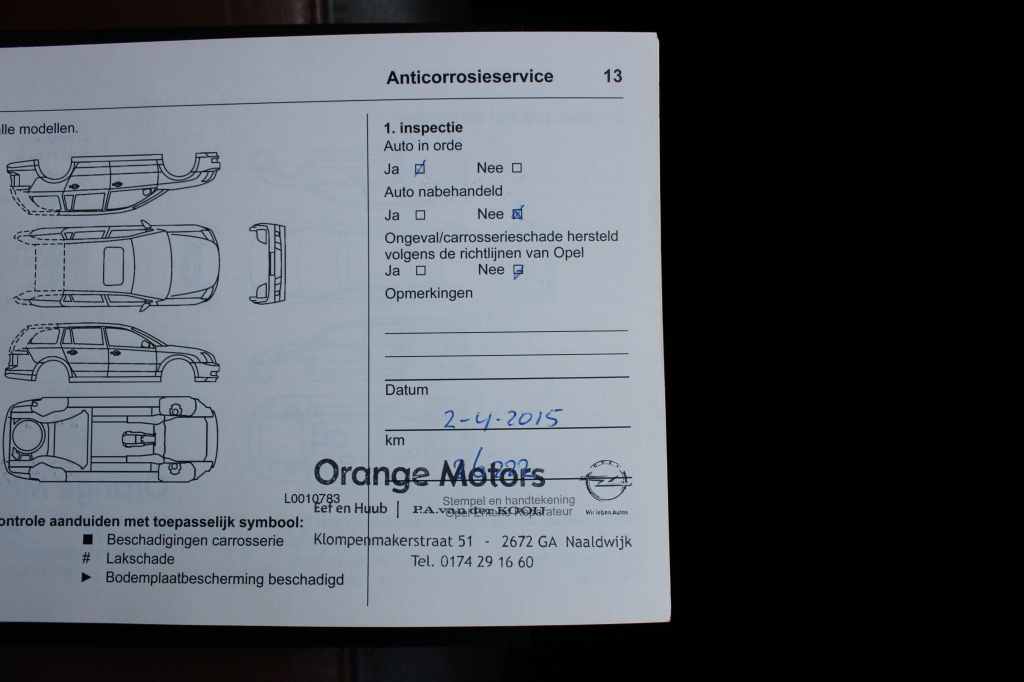 Anticorrosieservice 13
lle modellen.
1. inspectie
Auto in orde
Ja Nee
Auto nabehandeld
Ja Nee
Ongeval/carrosserieschade hersteld
volgens de richtlijnen van Opel
Ja Nee
Opmerkingen
Datum
2-4-2015
km
Orange Motors
L0010783
Stempel en handtekening
Eef en Huub | P.A. van der KOOIJ
Opel Erkend Reparateur
Wir leben Autos
Klompenmakerstraat 51 - 2672 GA Naaldwijk
Tel. 0174 29 16 60
ontrole aanduiden met toepasselijk symbool:
■ Beschadigingen carrosserie
# Lakschade
► Bodemplaatbescherming beschadigd